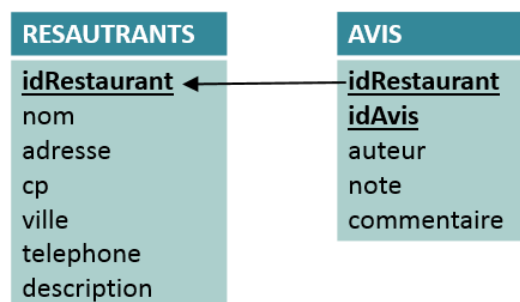 RESAUTRANTS
idRestaurant
nom
adresse
cp
ville
telephone
description
AVIS
idRestaurant
idAvis
auteur
note
commentaire